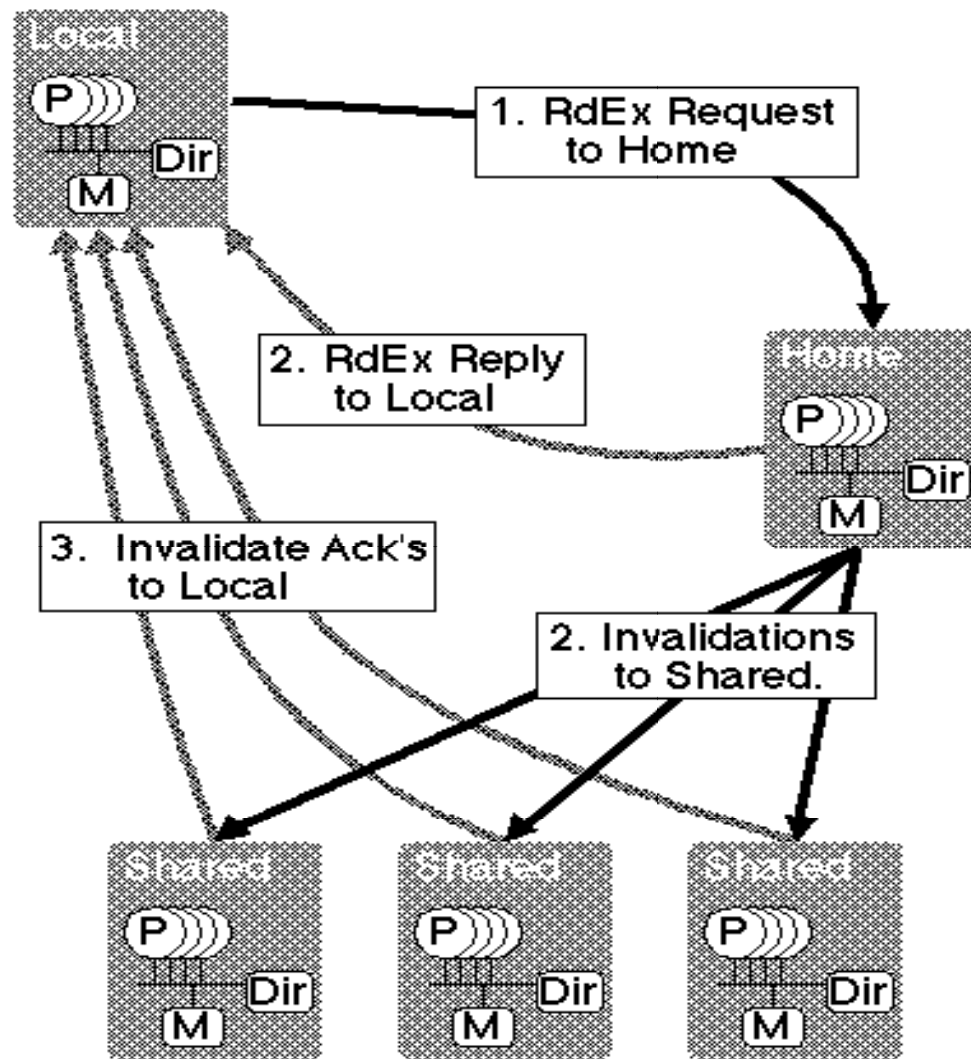 Local
P
Dir
M
1. RdEx Request
to Home
2. RdEx Reply
to Local
Home
P
Dir
M
3. Invalidate Ack's
to Local
2. Invalidations
to Shared.
Shared
P
Dir
M
Shared
P
Dir
M
Shared
P
Dir
M